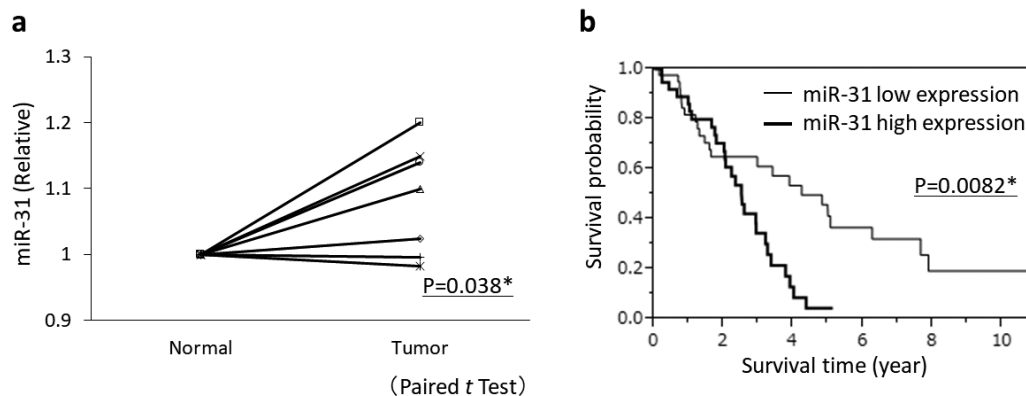 a
1.3
1.2
1.1
1
0.9
miR-31 (Relative)
Normal
Tumor
P=0.038*
(Paired t Test)
b
1.0
0.8
0.6
0.4
0.2
0.0
Survival probability
miR-31 low expression
miR-31 high expression
P=0.0082*
0 2 4 6 8 10
Survival time (year)